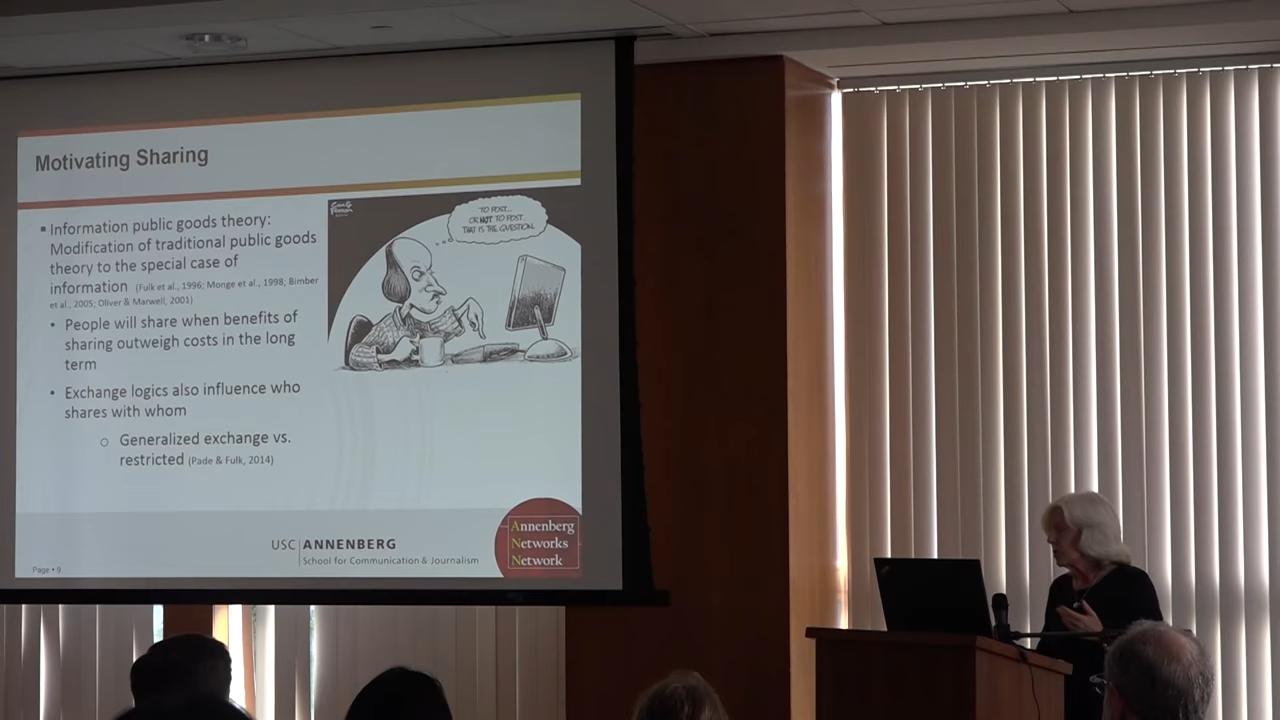 Motivating Sharing
▪ Information public goods theory:
Modification of traditional public goods
theory to the special case of
information (Fulk et al., 1996; Monge et al., 1998; Bimber
et al., 2005; Oliver & Marwell, 2001)
• People will share when benefits of
sharing outweigh costs in the long
term
• Exchange logics also influence who
shares with whom
○ Generalized exchange vs.
restricted (Pade & Fulk, 2014)
TO POST...
OR NOT TO POST.
THAT IS THE QUESTION.
USC ANNENBERG
School for Communication & Journalism
Annenberg
Networks
Network
Page • 9